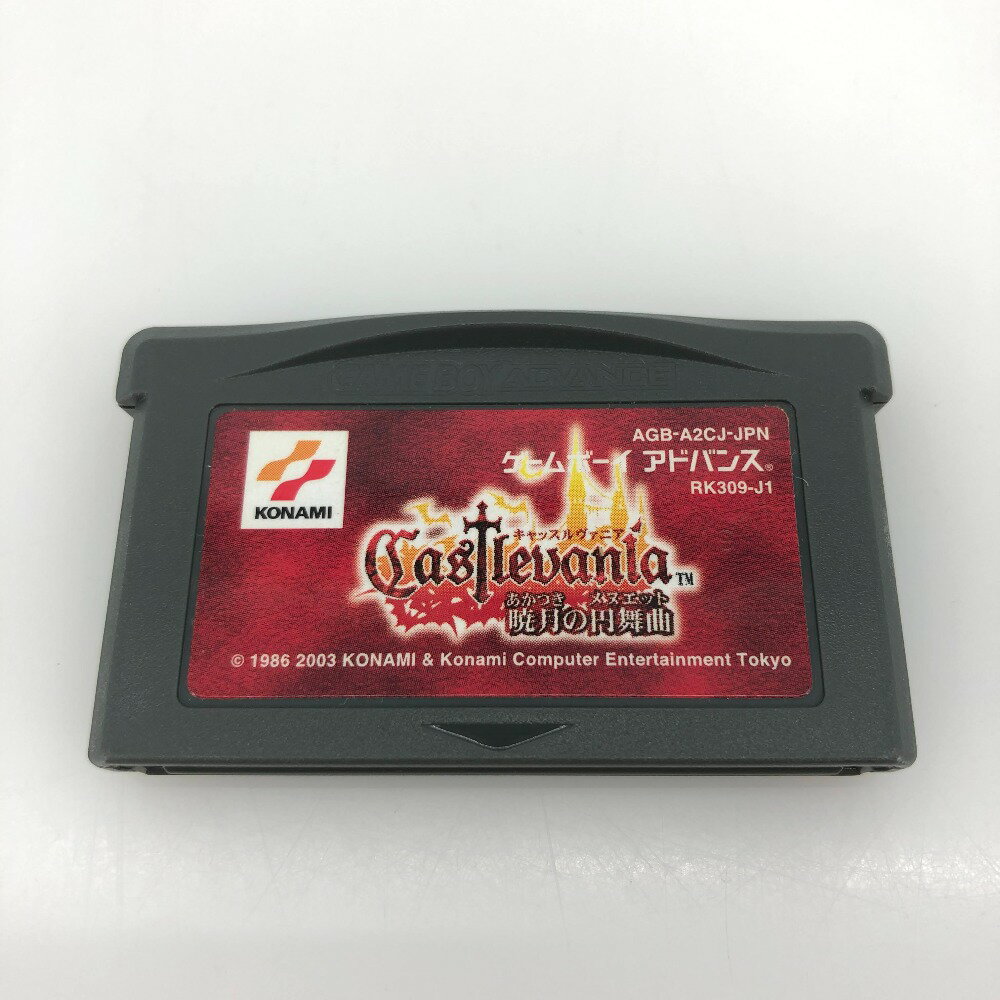 GAME BOY ADVANCE
KONAMI
AGB-A2CJ-JPN
ゲームボーイ アドバンス®
RK309-J1
キャッスルヴァニア
Castlevania™
あかつき メヌエット
暁月の円舞曲
© 1986 2003 KONAMI & Konami Computer Entertainment Tokyo